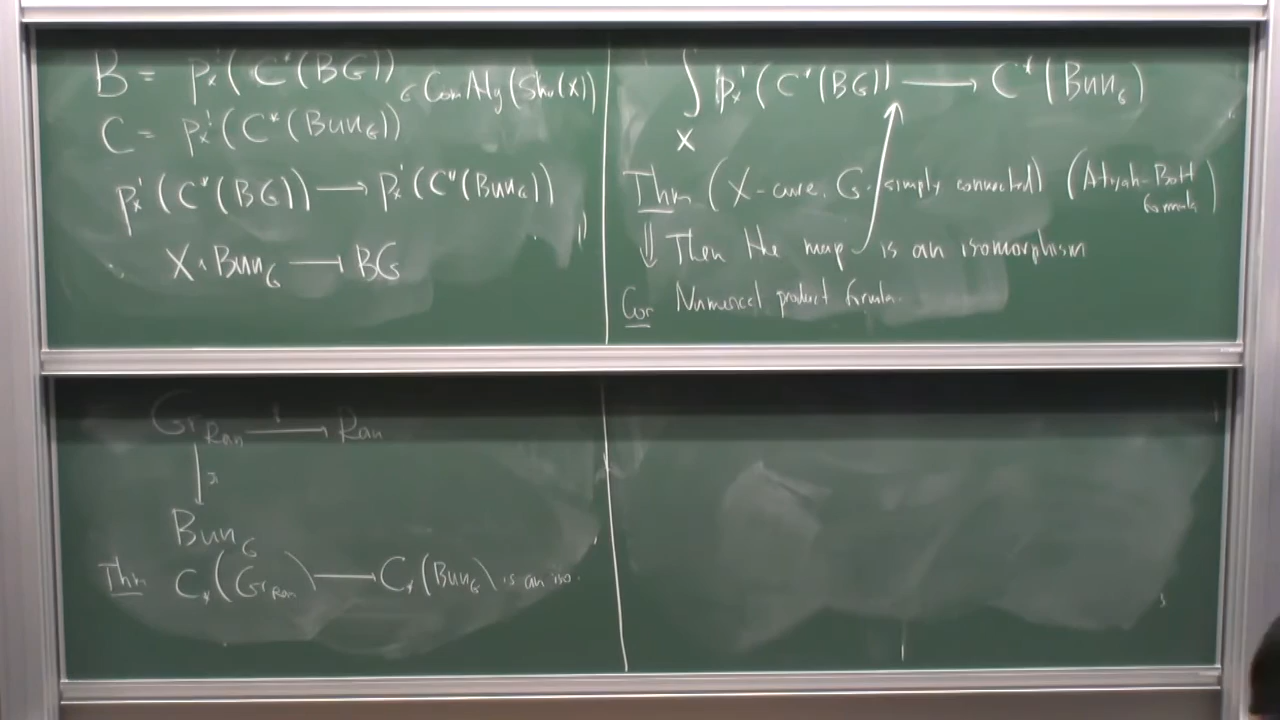 B = p_X^!(C^*(BG)) ∈ ComAlg(Shv(X))
C = p_X^!(C^*(Bun_G))
p_X^!(C^*(BG)) ⟶ p_X^!(C^*(Bun_G))
X × Bun_G ⟶ BG
∫_X p_X^!(C^*(BG)) ⟶ C^*(Bun_G)
Thm (X-curve, G-simply connected) (Atiyah-Bott formula)
⇓ Then the map is an isomorphism
Cor Numerical product formula.
Gr_Ran ⟶ Ran
↓
Bun_G
Thm C_*(Gr_Ran) ⟶ C_*(Bun_G) is an iso.